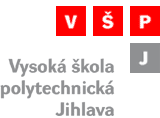 V Š P
J
Vysoká škola
polytechnická
Jihlava